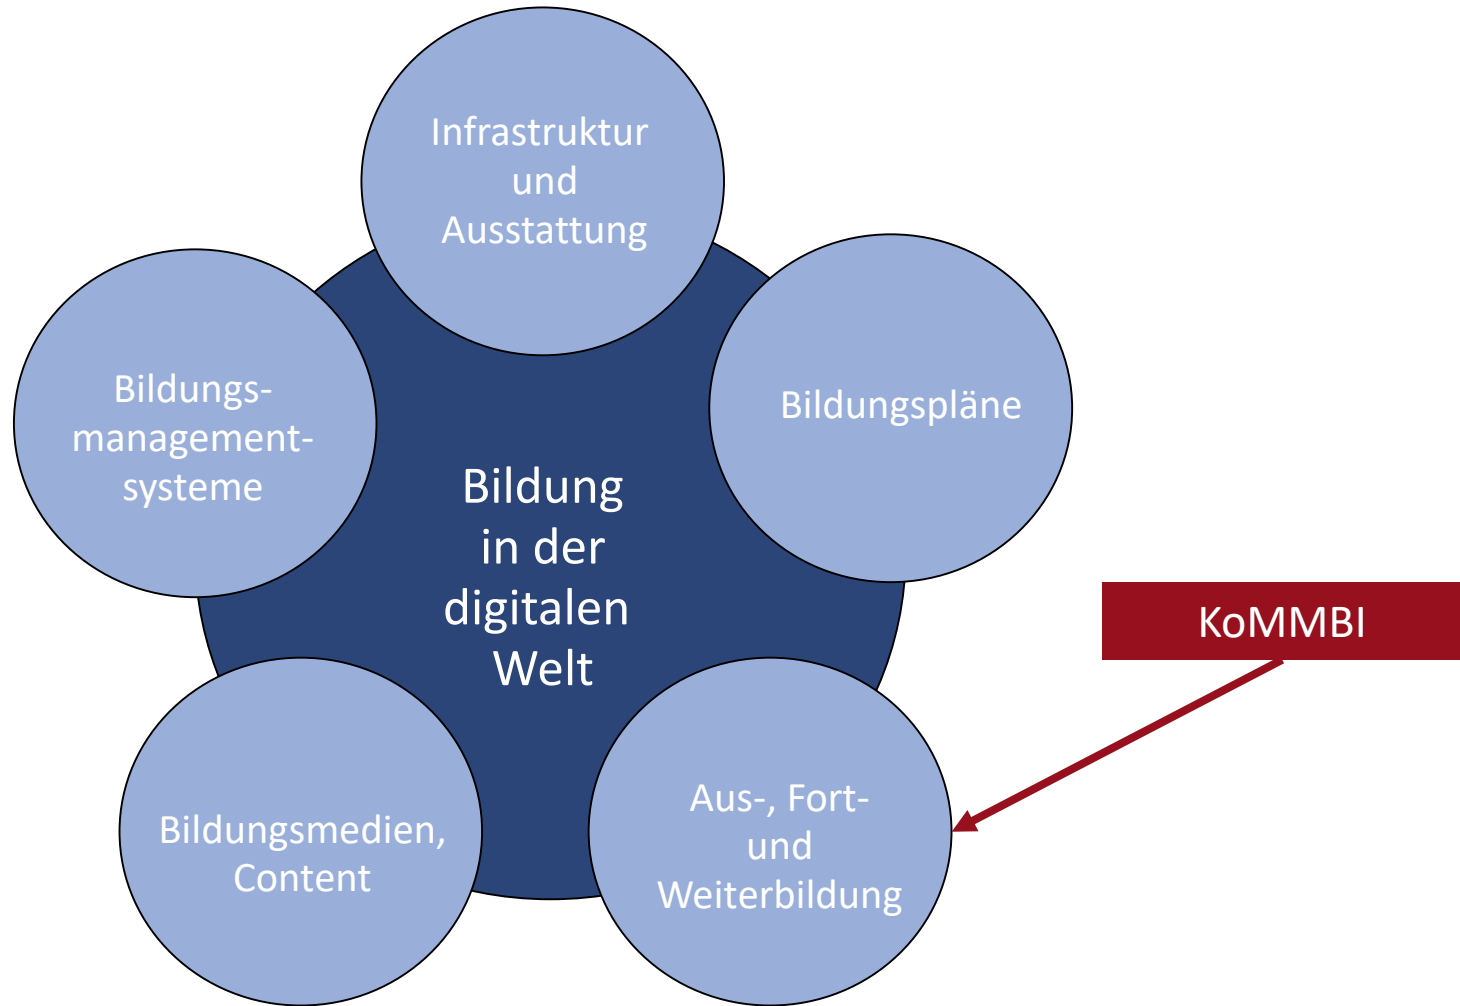 Infrastruktur
und
Ausstattung
Bildungs-
management-
systeme
Bildungspläne
Bildung
in der
digitalen
Welt
KoMMBI
Bildungsmedien,
Content
Aus-, Fort-
und
Weiterbildung